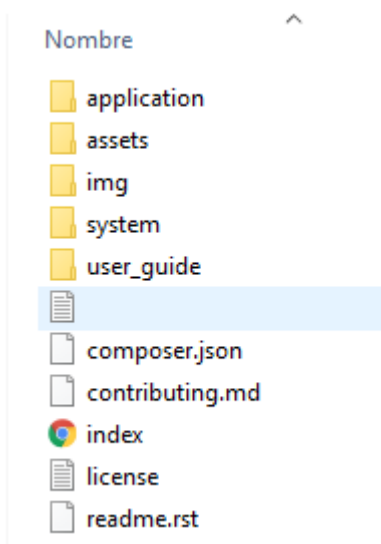 Nombre
application
assets
img
system
user_guide
composer.json
contributing.md
index
license
readme.rst